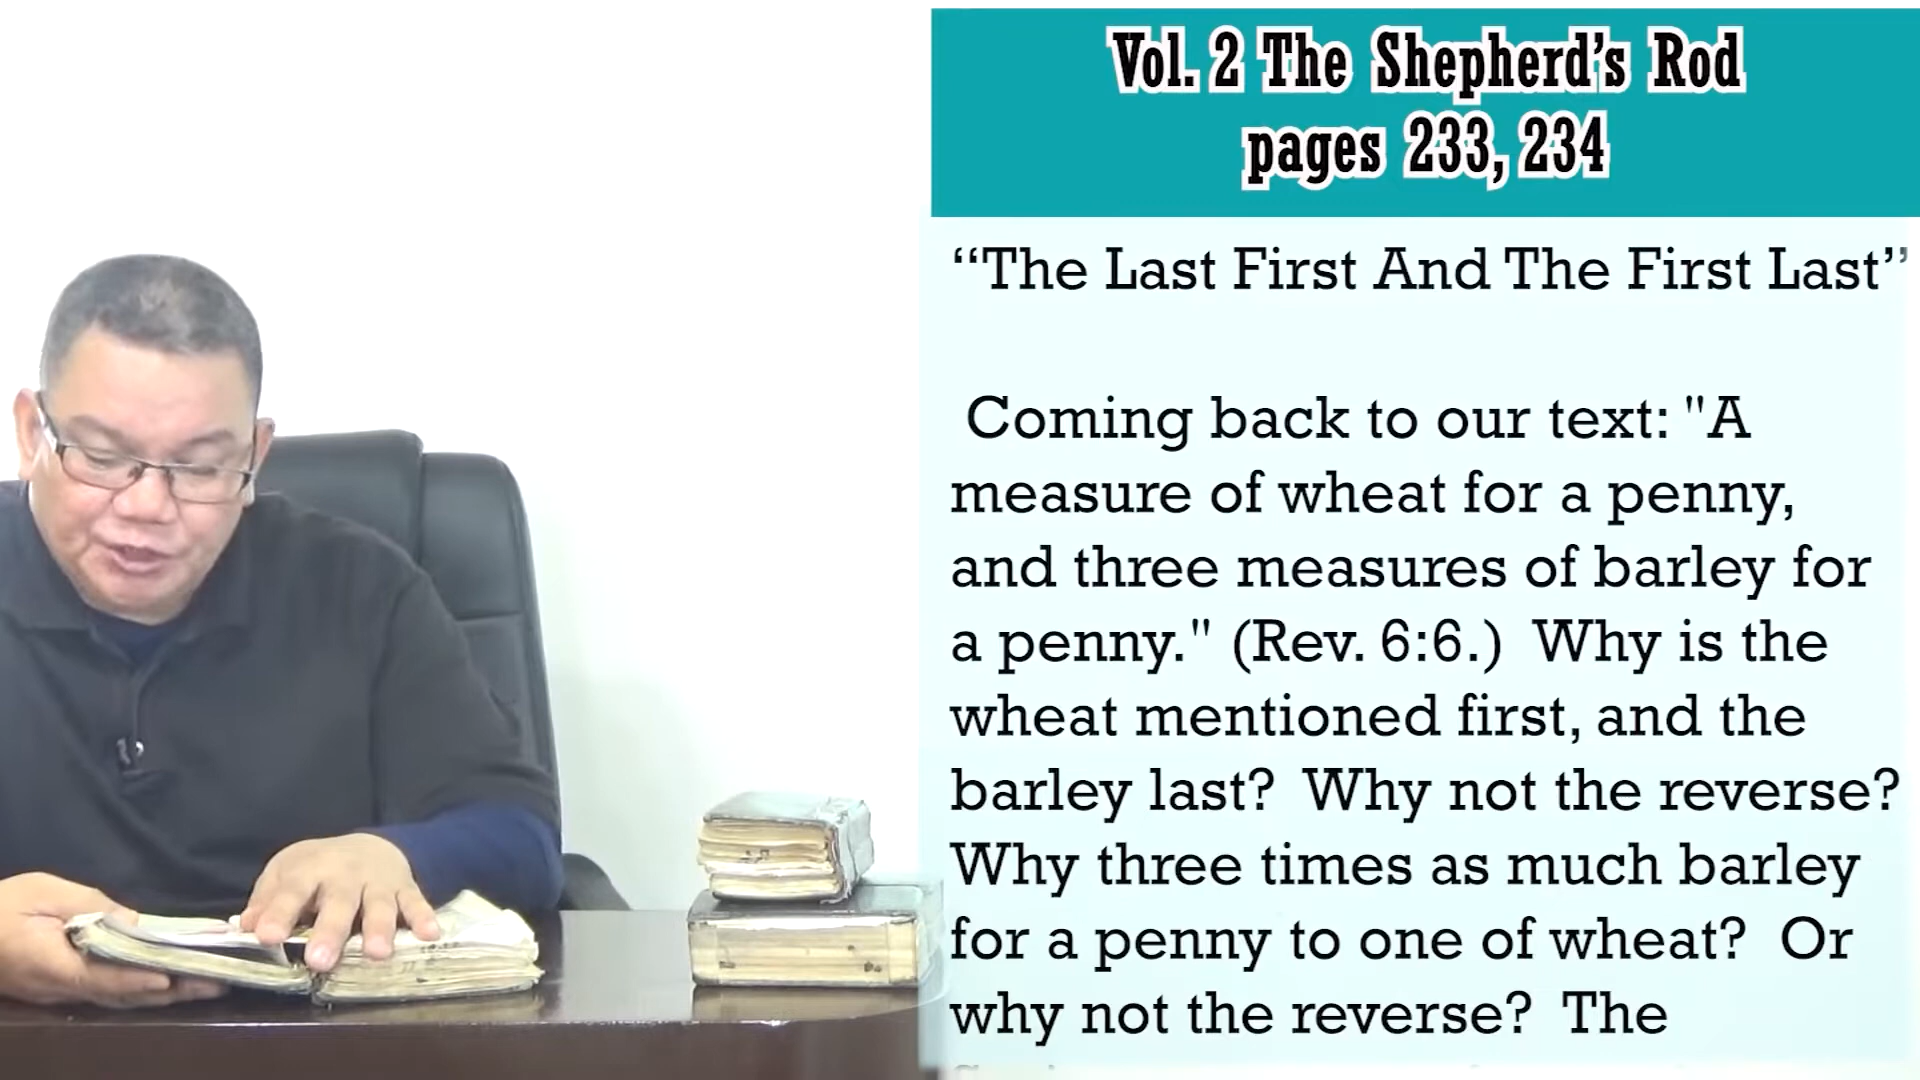 Vol. 2 The Shepherd’s Rod
pages 233, 234
“The Last First And The First Last”
Coming back to our text: "A
measure of wheat for a penny,
and three measures of barley for
a penny." (Rev. 6:6.)  Why is the
wheat mentioned first, and the
barley last?  Why not the reverse?
Why three times as much barley
for a penny to one of wheat?  Or
why not the reverse?  The